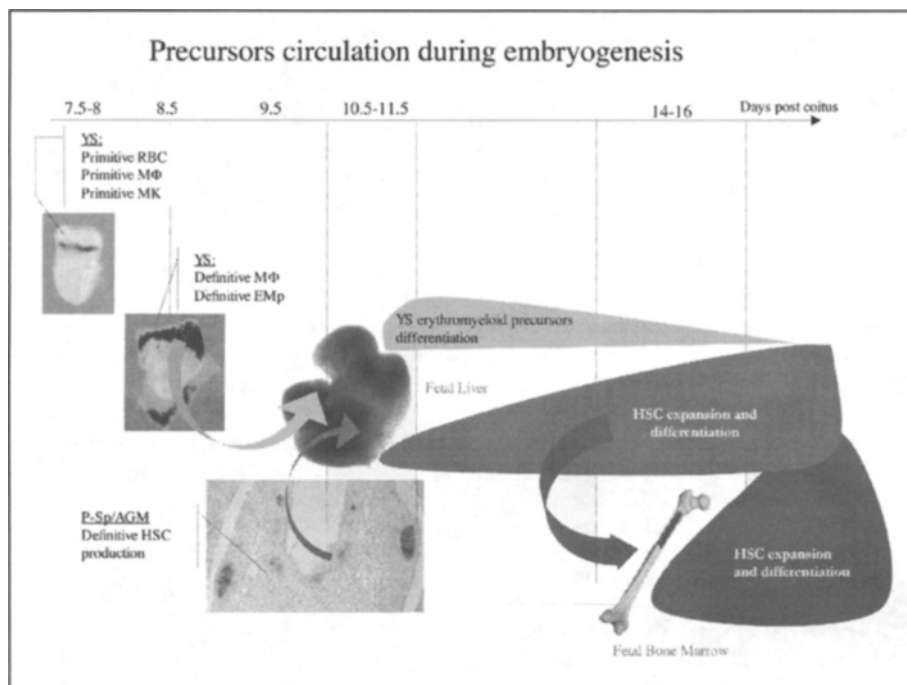 Precursors circulation during embryogenesis
7.5-8 8.5 9.5 10.5-11.5 14-16 Days post coitus
YS:
Primitive RBC
Primitive MΦ
Primitive MK
YS:
Definitive MΦ
Definitive EMp
YS erythromyeloid precursors
differentiation
Fetal Liver
HSC expansion and
differentiation
P-Sp/AGM
Definitive HSC
production
HSC expansion
and differentiation
Fetal Bone Marrow